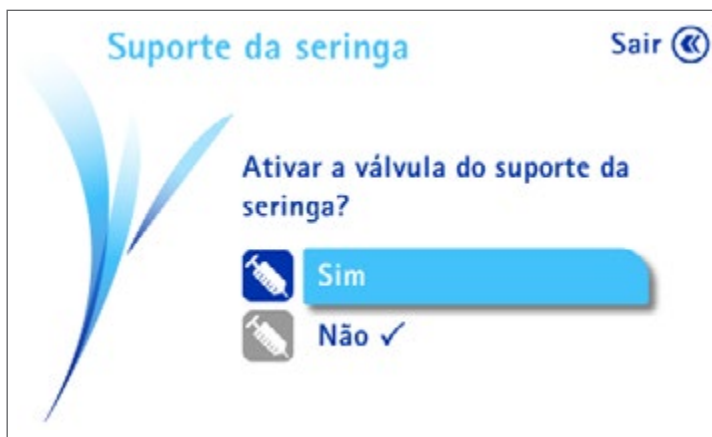 Suporte da seringa
Sair
Ativar a válvula do suporte da
seringa?
Sim
Não ✓